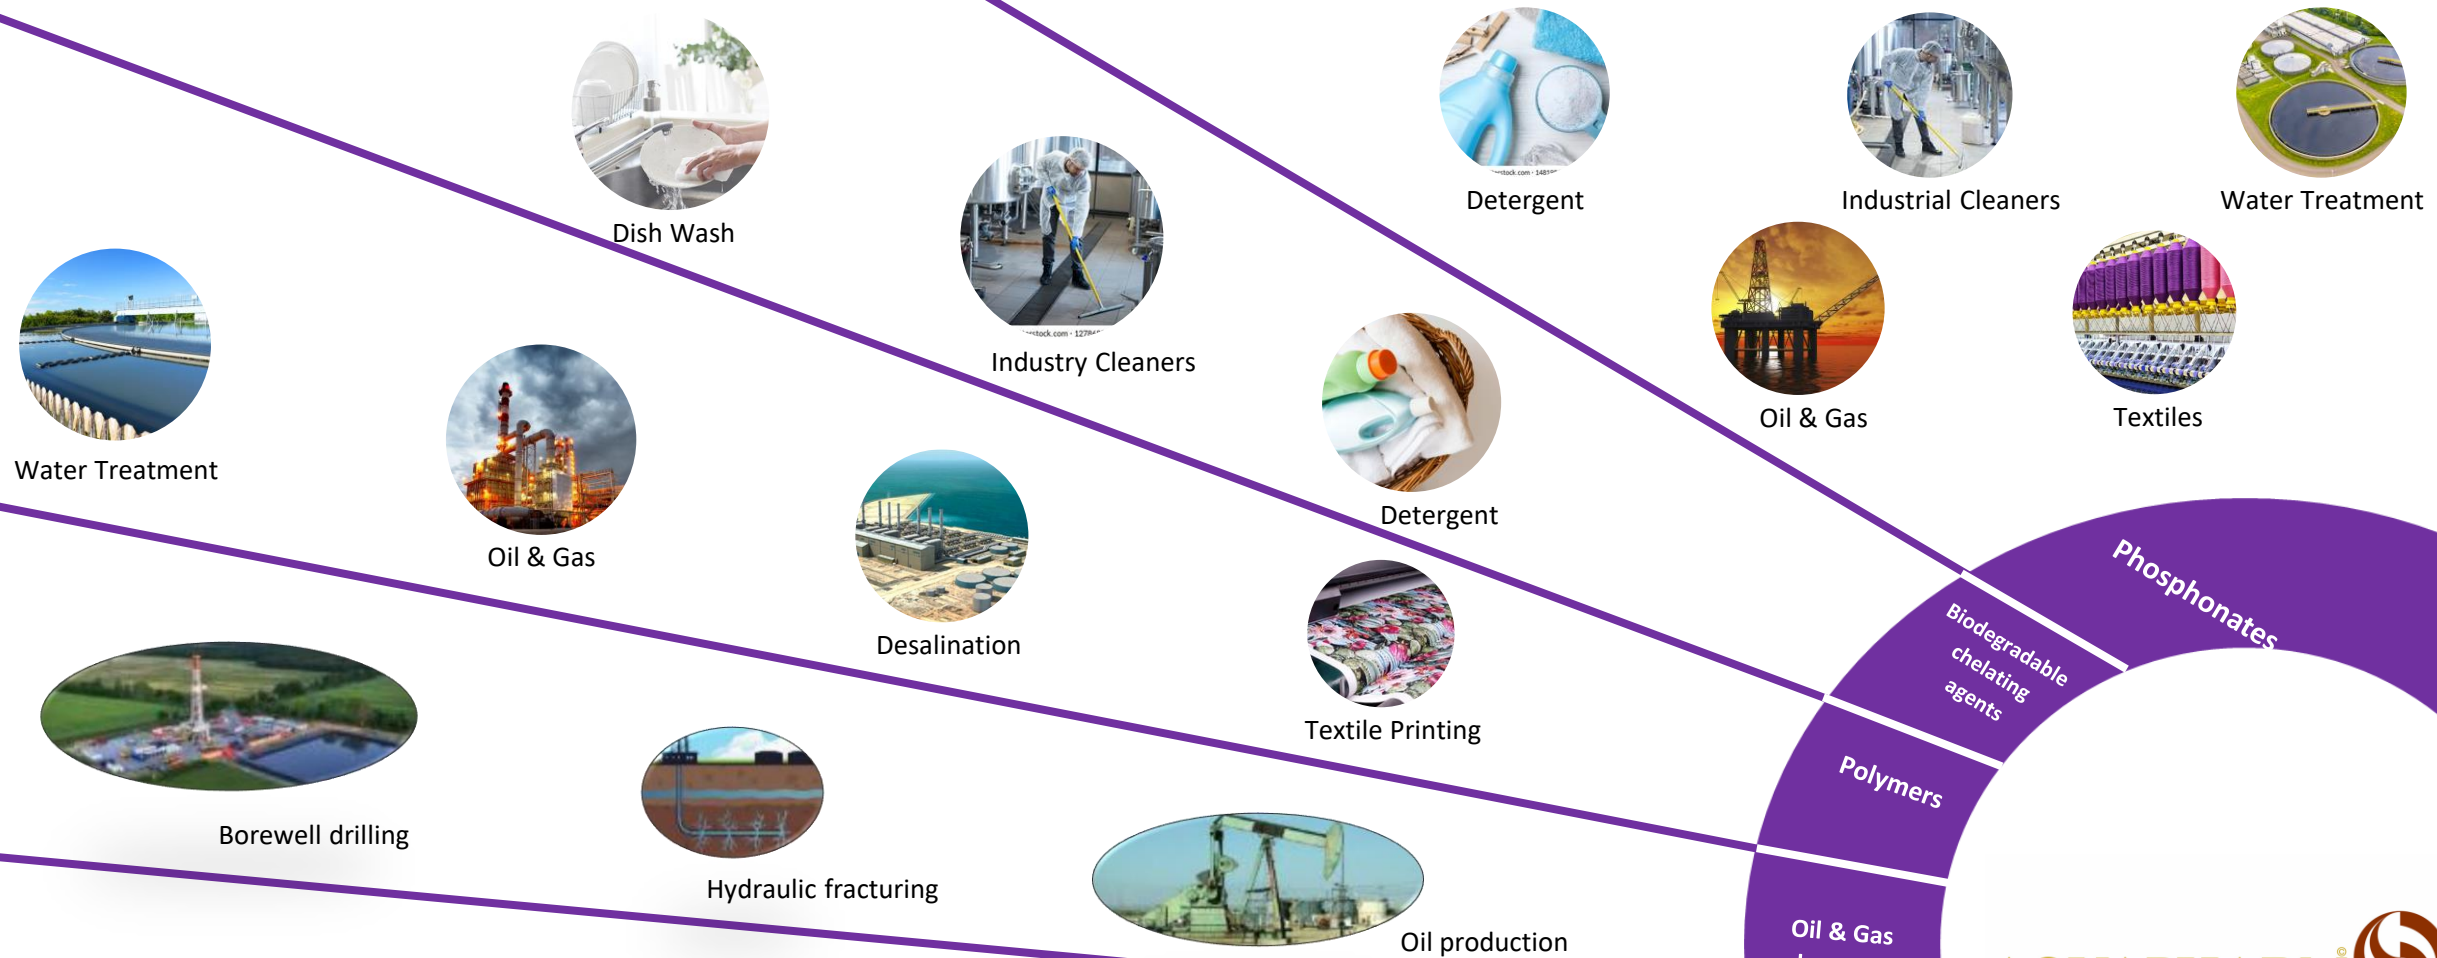 Detergent
Industrial Cleaners
Water Treatment
Dish Wash
Industry Cleaners
Oil & Gas
Textiles
Detergent
Water Treatment
Oil & Gas
Desalination
Textile Printing
Borewell drilling
Hydraulic fracturing
Oil production
Phosphonates
Biodegradable
chelating
agents
Polymers
Oil & Gas